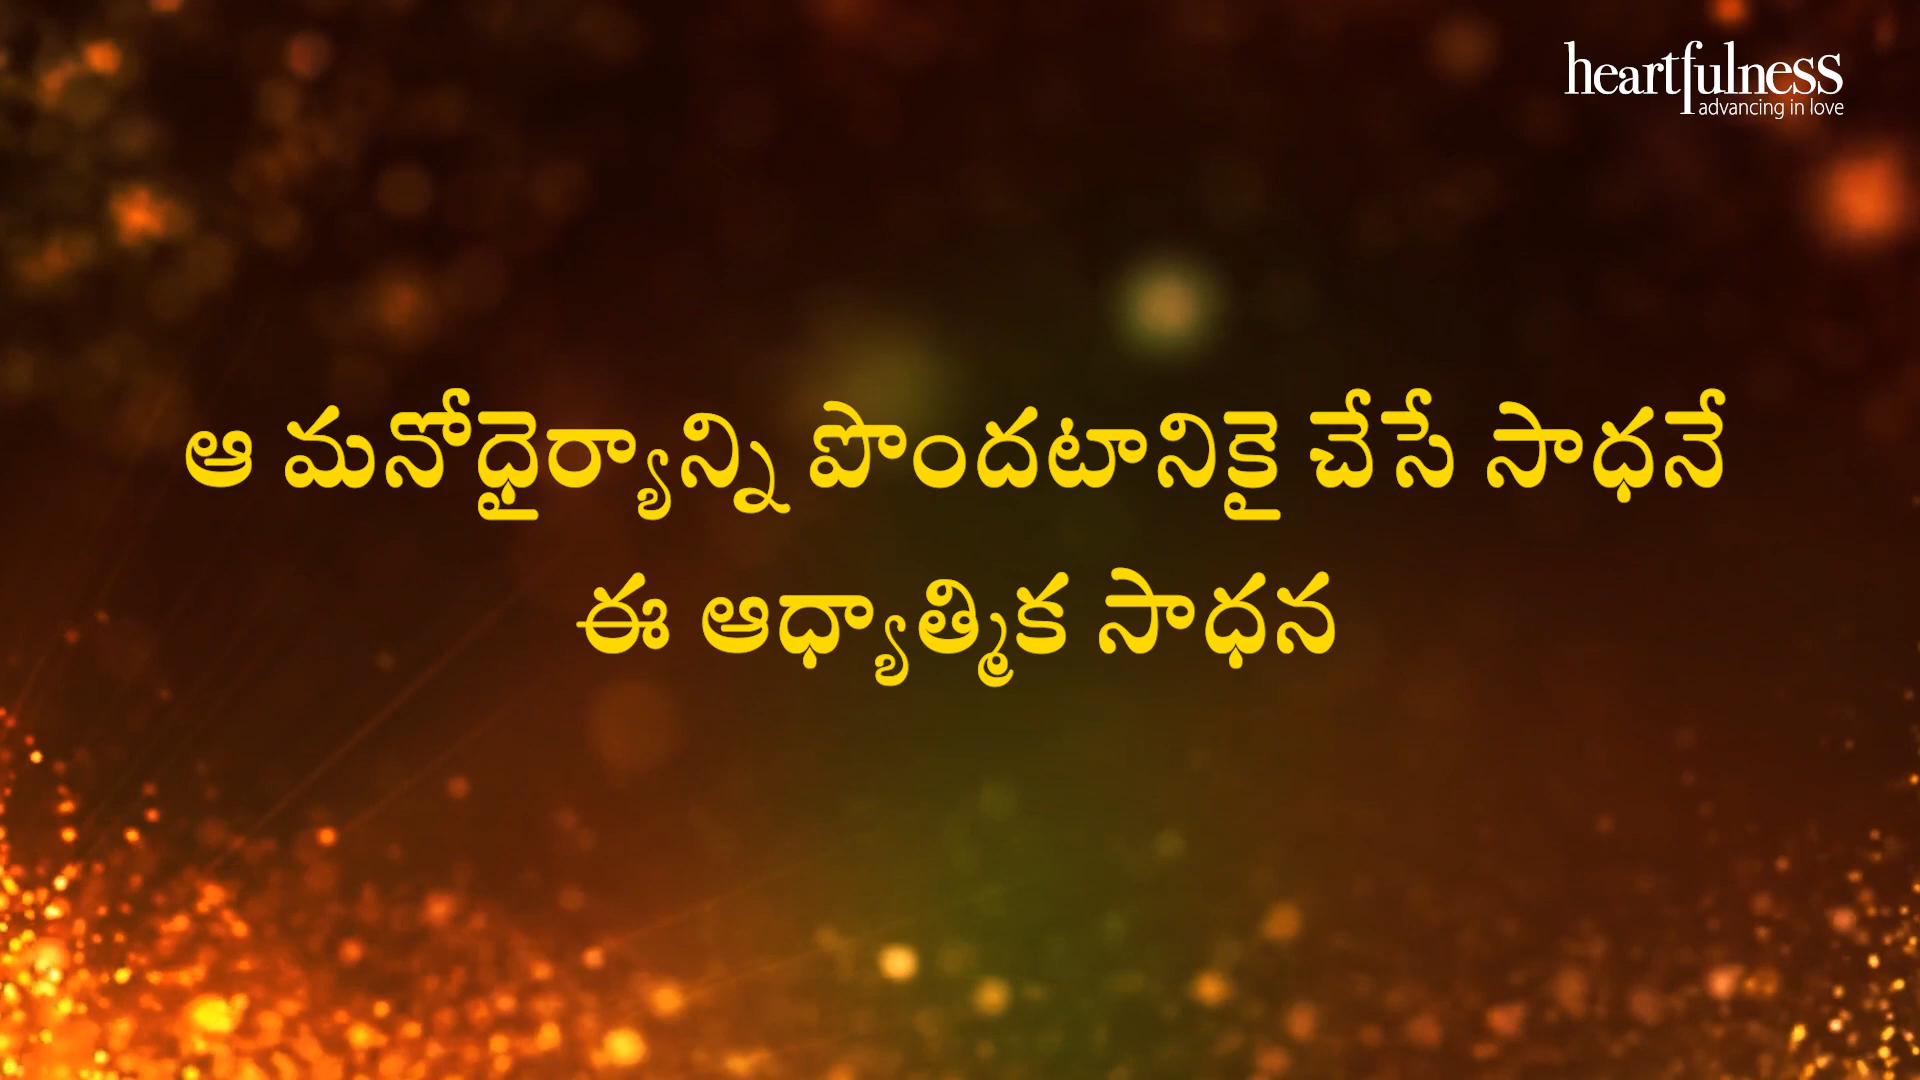 heartfulness
advancing in love
ఆ మనోధైర్యాన్ని పొందటానికై చేసే సాధనే
ఈ ఆధ్యాత్మిక సాధన